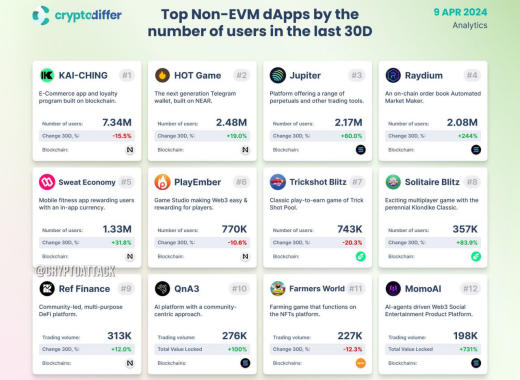 cryptodiffer
Top Non-EVM dApps by the
number of users in the last 30D
9 APR 2024
Analytics
KAI-CHING #1
E-Commerce app and loyalty
program built on blockchain.
Number of users: 7.34M
Change 30D, %: -15.5%
Blockchain:
HOT Game #2
The next generation Telegram
wallet, built on NEAR.
Number of users: 2.48M
Change 30D, %: +19.0%
Blockchain:
Jupiter #3
Platform offering a range of
perpetuals and other trading tools.
Number of users: 2.17M
Change 30D, %: +60.0%
Blockchain:
Raydium #4
An on-chain order book Automated
Market Maker.
Number of users: 2.08M
Change 30D, %: +244%
Blockchain:
Sweat Economy #5
Mobile fitness app rewarding users
with an in-app currency.
Number of users: 1.33M
Change 30D, %: +31.8%
Blockchain:
PlayEmber #6
Game Studio making Web3 easy &
rewarding for players.
Number of users: 770K
Change 30D, %: -10.6%
Blockchain:
Trickshot Blitz #7
Classic play-to-earn game of Trick
Shot Pool.
Number of users: 743K
Change 30D, %: -20.3%
Blockchain:
Solitaire Blitz #8
Exciting multiplayer game with the
perennial Klondike Classic.
Number of users: 357K
Change 30D, %: +83.9%
Blockchain:
@CRYPTOATTACK
Ref Finance #9
Community-led, multi-purpose
DeFi platform.
Trading volume: 313K
Change 30D, %: +12.0%
Blockchains:
QnA3 #10
AI platform with a community-
centric approach.
Trading volume: 276K
Total Value Locked +100%
Blockchains:
Farmers World #11
Farming game that functions on
the NFTs platform.
Trading volume: 227K
Change 30D, %: -12.3%
Blockchains:
MomoAI #12
AI-agents driven Web3 Social
Entertainment Product Platform.
Trading volume: 198K
Total Value Locked +731%
Blockchains: